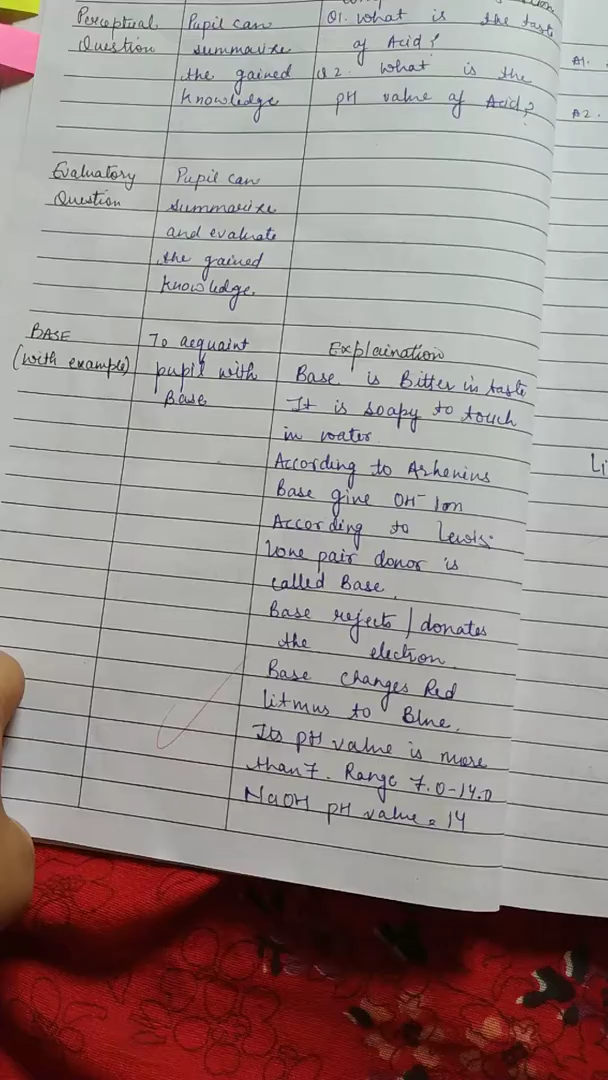 Perceptual Question
Pupil can summarize the gained knowledge
Q1. What is the taste
of Acid?
Q2. What is the
pH value of Acid?
A1.
A2.
Evaluatory Question
Pupil can summarize and evaluate the gained knowledge.
BASE
(with example)
To acquaint
pupil with
Base
Explaination
Base is Bitter in taste
It is soapy to touch
in water.
According to Arhenins
Base give OH- Ion
According to Lewis:
lone pair donor is
called Base.
Base rejects / donates
the election.
Base changes Red
litmus to Blue.
Its pH value is more
than 7. Range 7.0-14.0
NaOH pH value = 14
Li